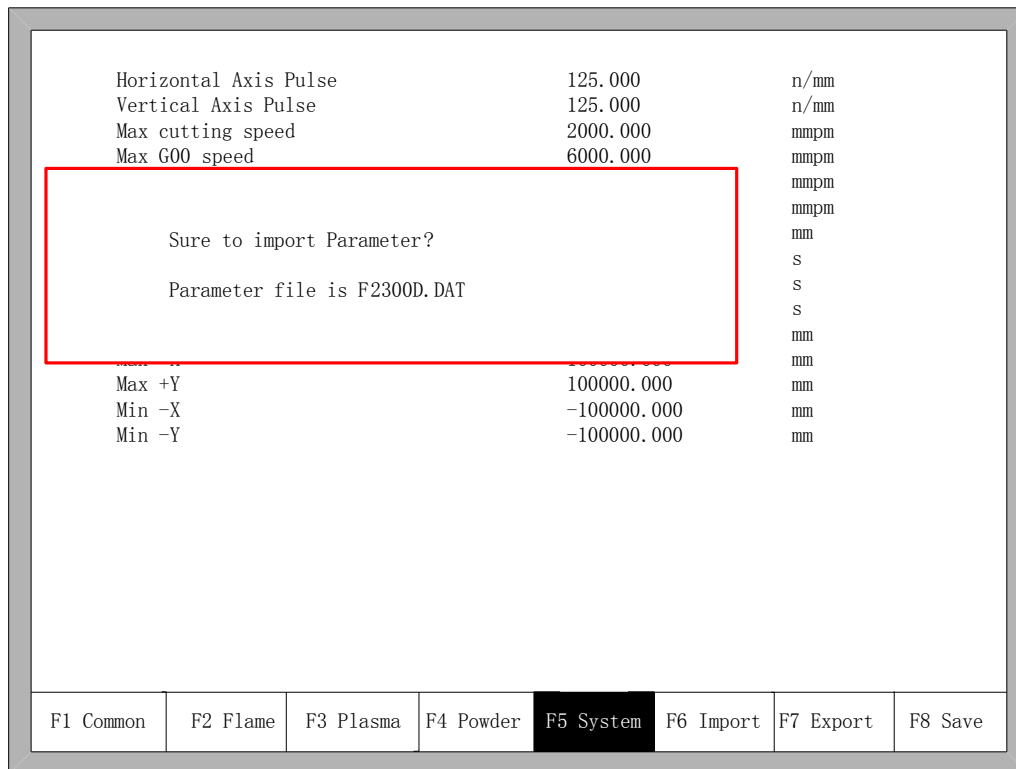 Horizontal Axis Pulse 125.000 n/mm
Vertical Axis Pulse 125.000 n/mm
Max cutting speed 2000.000 mmpm
Max G00 speed 6000.000 mmpm
mmpm
mmpm
Sure to import Parameter? mm
s
Parameter file is F2300D.DAT s
s
mm
mm
Max +Y 100000.000 mm
Min -X -100000.000 mm
Min -Y -100000.000 mm
F1 Common F2 Flame F3 Plasma F4 Powder F5 System F6 Import F7 Export F8 Save